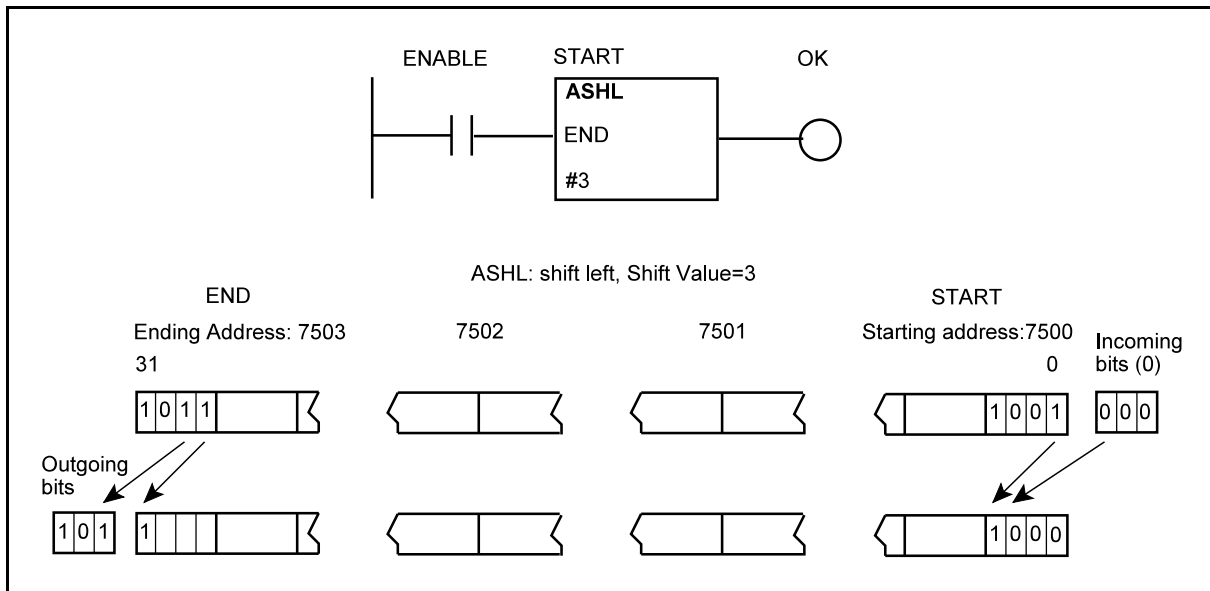 ENABLE START OK
ASHL
END
#3
ASHL: shift left, Shift Value=3
END START
Ending Address: 7503 7502 7501 Starting address:7500 Incoming
31 0 bits (0)
1 0 1 1 1 0 0 1 0 0 0
Outgoing
bits
1 0 1 1 1 0 0 0